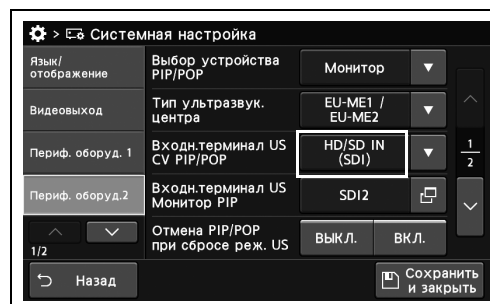 > Системная настройка
Язык/
отображение
Видеовыход
Периф. оборуд. 1
Периф. оборуд.2
1/2
Выбор устройства
PIP/POP
Монитор
Тип ультразвук.
центра
EU-ME1 /
EU-ME2
Входн.терминал US
CV PIP/POP
HD/SD IN
(SDI)
Входн.терминал US
Монитор PIP
SDI2
Отмена PIP/POP
при сбросе реж. US
ВЫКЛ.
ВКЛ.
1
2
Назад
Сохранить
и закрыть